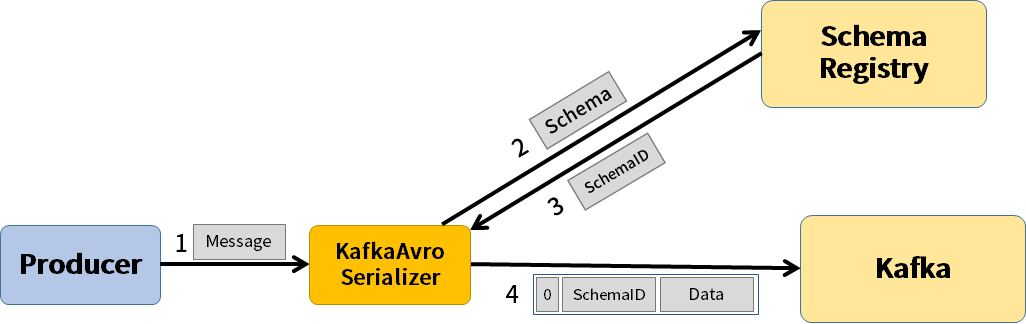 Schema
Registry
Schema
2
SchemaID
3
1
Message
Producer
KafkaAvro
Serializer
Kafka
4
0
SchemaID
Data